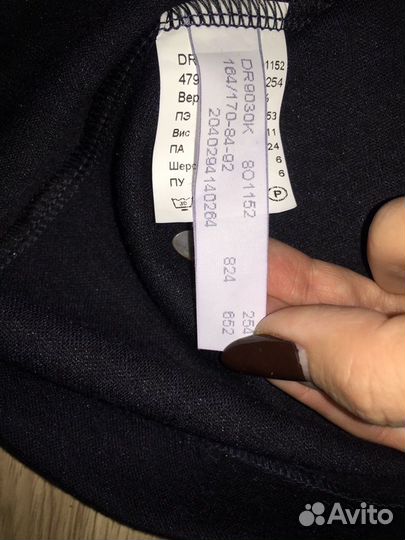 DR 1152
479 254
Вер
ПЭ 53
Вис 11
ПА 24
Шерс 6
ПУ 6
P
DR9030K 801152 254
164/170-84-92 824 652
2040294140264
Avito